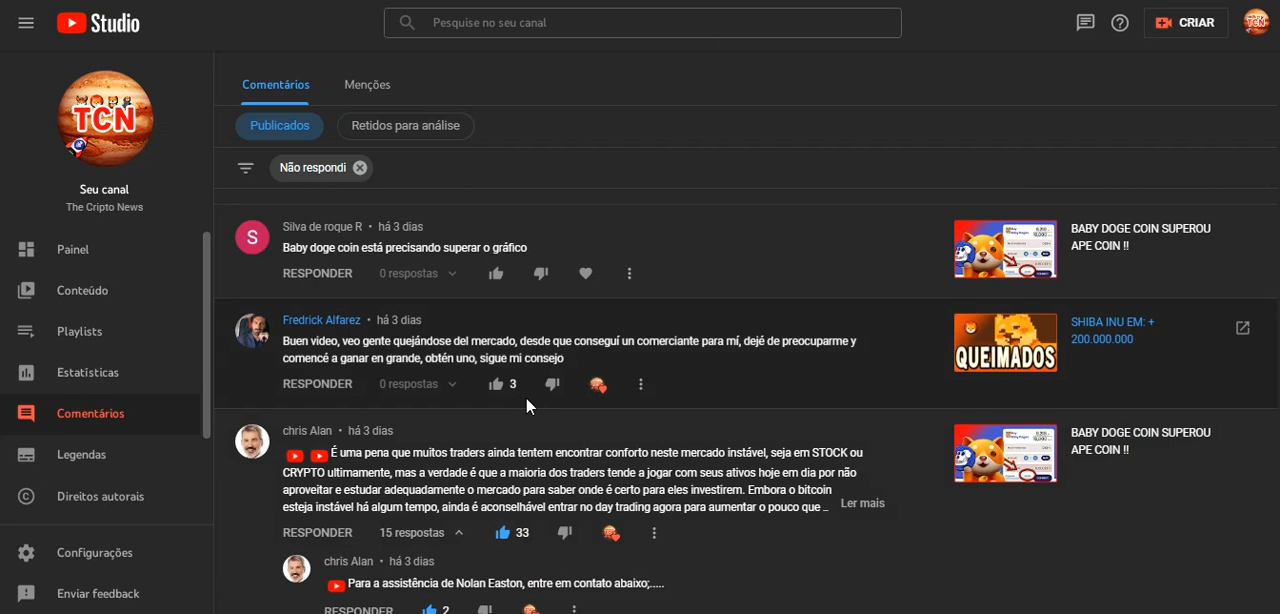 Studio
Pesquise no seu canal
CRIAR
TCN
TCN
Seu canal
The Cripto News
Painel
Conteúdo
Playlists
Estatísticas
Comentários
Legendas
Direitos autorais
Configurações
Enviar feedback
Comentários
Menções
Publicados
Retidos para análise
Não respondi
S
Silva de roque R • há 3 dias
Baby doge coin está precisando superar o gráfico
RESPONDER 0 respostas
BABY DOGE COIN SUPEROU
APE COIN !!
Fredrick Alfarez • há 3 dias
Buen video, veo gente quejándose del mercado, desde que conseguí un comerciante para mí, dejé de preocuparme y
comencé a ganar en grande, obtén uno, sigue mi consejo
RESPONDER 0 respostas 3
QUEIMADOS
SHIBA INU EM: +
200.000.000
chris Alan • há 3 dias
É uma pena que muitos traders ainda tentem encontrar conforto neste mercado instável, seja em STOCK ou
CRYPTO ultimamente, mas a verdade é que a maioria dos traders tende a jogar com seus ativos hoje em dia por não
aproveitar e estudar adequadamente o mercado para saber onde é certo para eles investirem. Embora o bitcoin
esteja instável há algum tempo, ainda é aconselhável entrar no day trading agora para aumentar o pouco que ... Ler mais
RESPONDER 15 respostas 33
BABY DOGE COIN SUPEROU
APE COIN !!
chris Alan • há 3 dias
Para a assistência de Nolan Easton, entre em contato abaixo;.....
RESPONDER 2